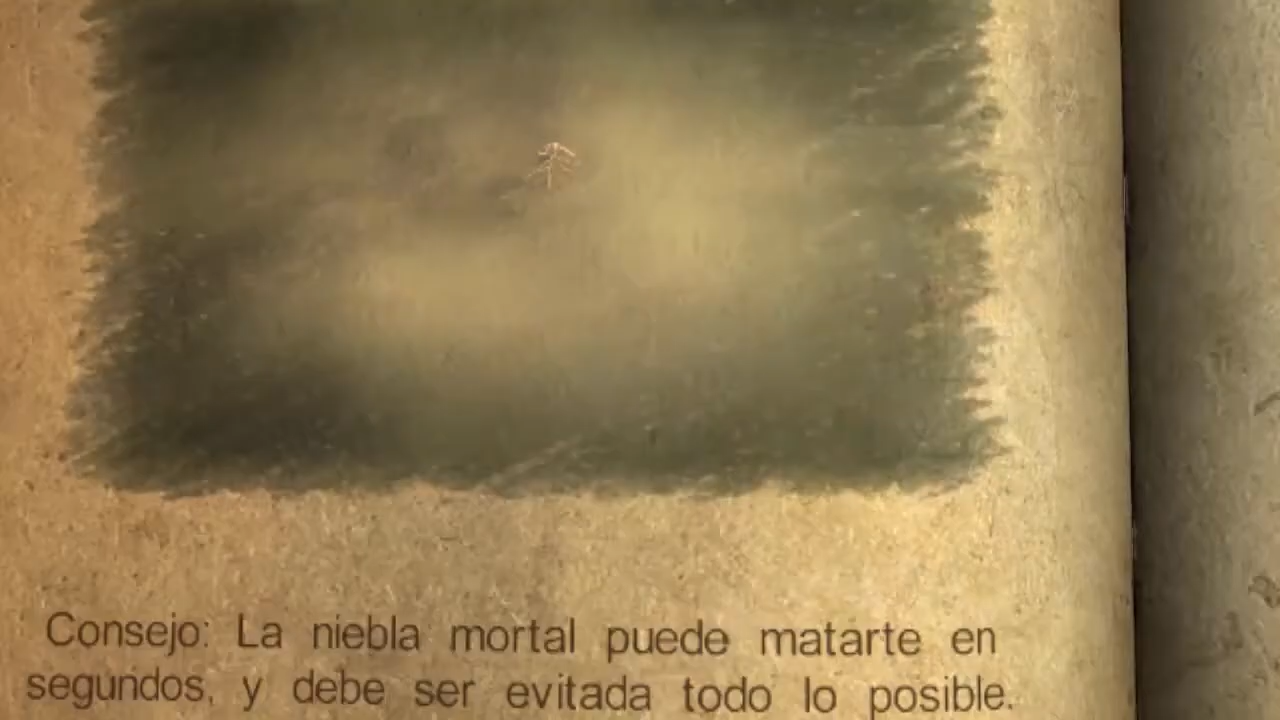 Consejo: La niebla mortal puede matarte en
segundos, y debe ser evitada todo lo posible.